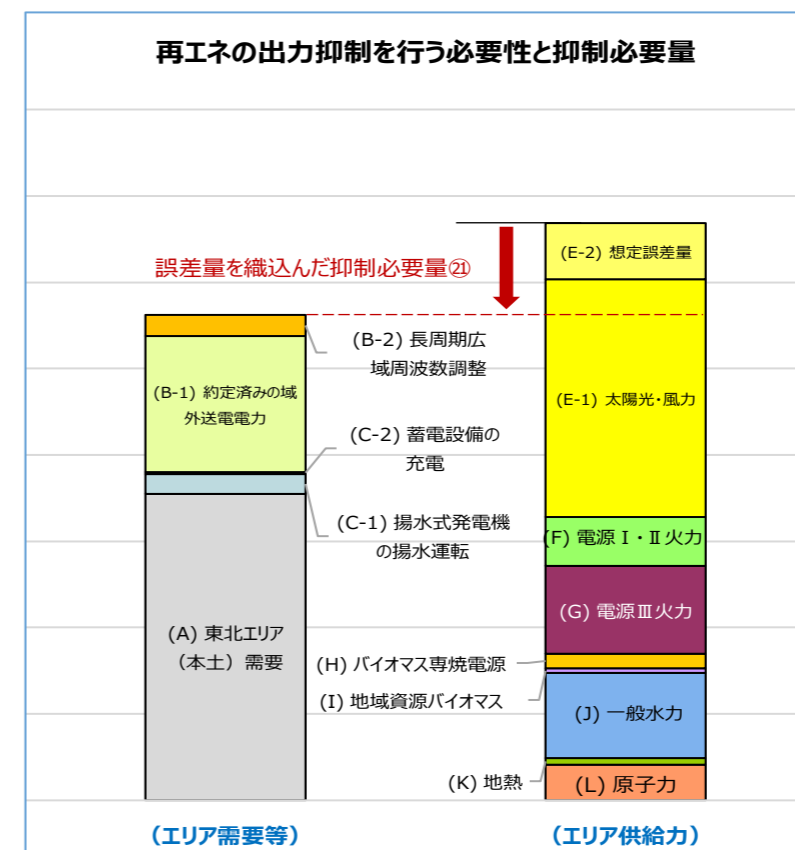 再エネの出力抑制を行う必要性と抑制必要量
(E-2) 想定誤差量
誤差量を織込んだ抑制必要量㉑
(B-2) 長周期広
域周波数調整
(B-1) 約定済みの域
外送電電力
(E-1) 太陽光・風力
(C-2) 蓄電設備の
充電
(C-1) 揚水式発電機
の揚水運転
(F) 電源Ⅰ・Ⅱ火力
(G) 電源Ⅲ火力
(A) 東北エリア
（本土）需要
(H) バイオマス専焼電源
(I) 地域資源バイオマス
(J) 一般水力
(K) 地熱
(L) 原子力
（エリア需要等）
（エリア供給力）